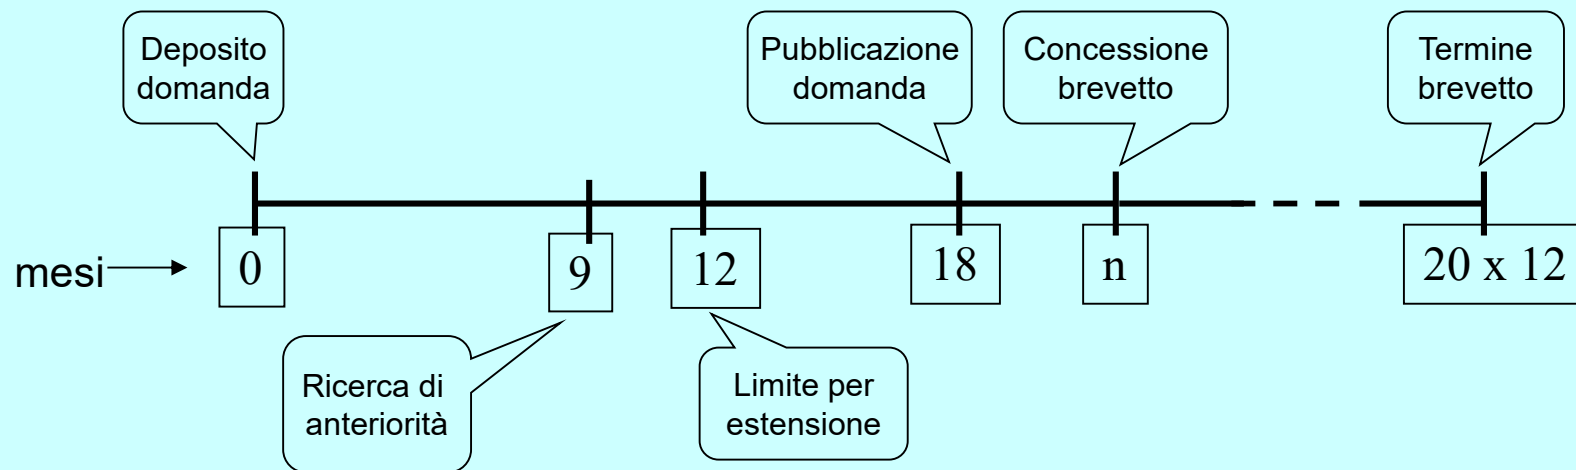 Deposito
domanda
Pubblicazione
domanda
Concessione
brevetto
Termine
brevetto
mesi
0
9
12
18
n
20 x 12
Ricerca di
anteriorità
Limite per
estensione